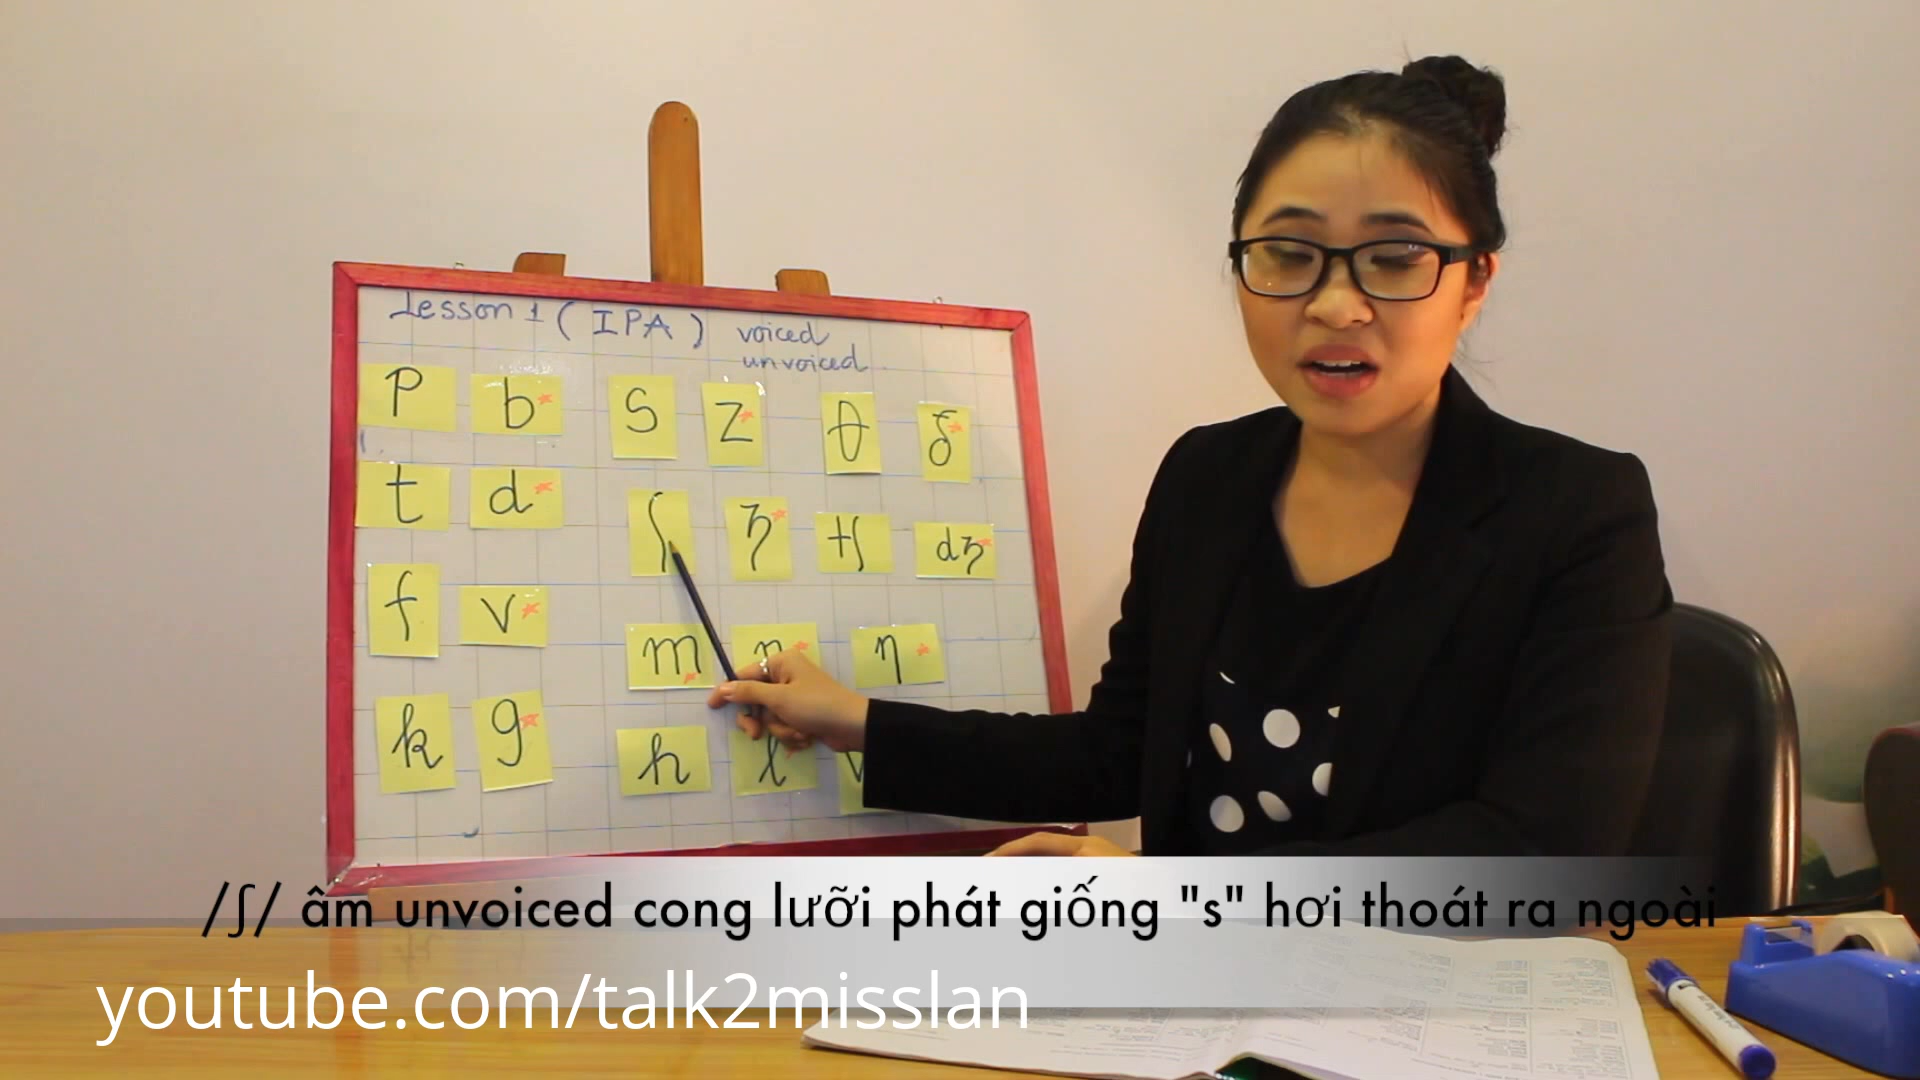 Lesson 1 ( IPA ) voiced
unvoiced
p b s z θ ð
t d ʃ ʒ tʃ dʒ
f v m n ŋ
k g h l
/ʃ/ âm unvoiced cong lưỡi phát giống "s" hơi thoát ra ngoài
youtube.com/talk2misslan